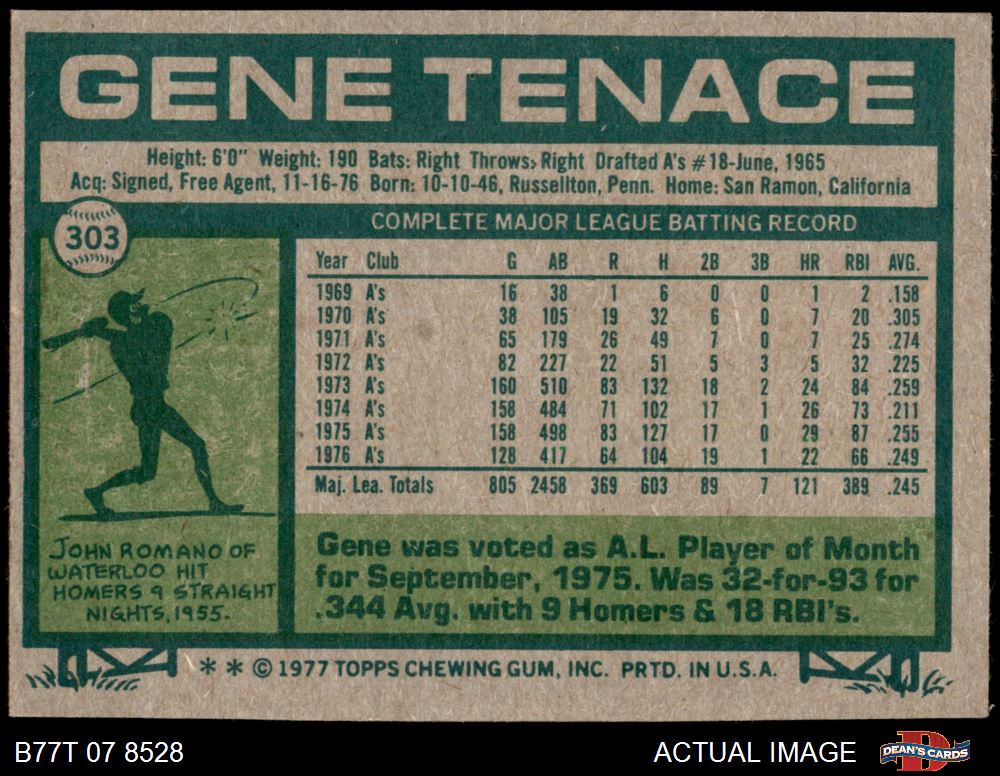 GENE TENACE
Height: 6'0" Weight: 190 Bats: Right Throws: Right Drafted A's #18-June, 1965
Acq: Signed, Free Agent, 11-16-76 Born: 10-10-46, Russellton, Penn. Home: San Ramon, California
303
COMPLETE MAJOR LEAGUE BATTING RECORD
Year Club G AB R H 2B 3B HR RBI AVG.
1969 A's 16 38 1 6 0 0 1 2 .158
1970 A's 38 105 19 32 6 0 7 20 .305
1971 A's 65 179 26 49 7 0 7 25 .274
1972 A's 82 227 22 51 5 3 5 32 .225
1973 A's 160 510 83 132 18 2 24 84 .259
1974 A's 158 484 71 102 17 1 26 73 .211
1975 A's 158 498 83 127 17 0 29 87 .255
1976 A's 128 417 64 104 19 1 22 66 .249
Maj. Lea. Totals 805 2458 369 603 89 7 121 389 .245
JOHN ROMANO OF
WATERLOO HIT
HOMERS 9 STRAIGHT
NIGHTS, 1955.
Gene was voted as A.L. Player of Month
for September, 1975. Was 32-for-93 for
.344 Avg. with 9 Homers & 18 RBI's.
* * © 1977 TOPPS CHEWING GUM, INC. PRTD. IN U.S.A.
B77T 07 8528
ACTUAL IMAGE
DEAN'S CARDS